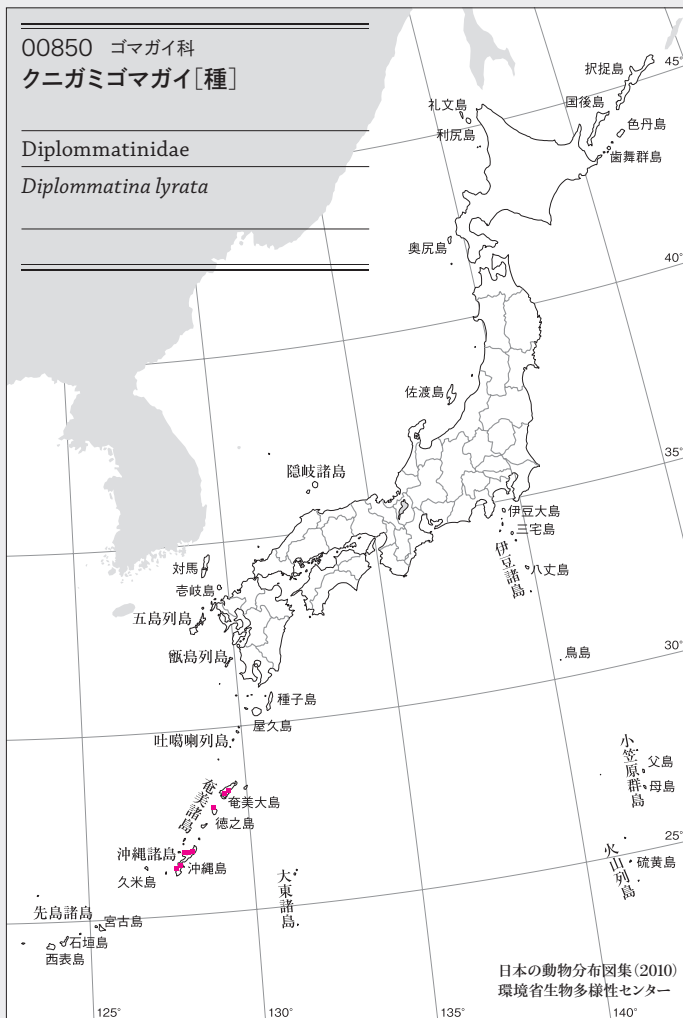 00850 ゴマガイ科
クニガミゴマガイ[種]
Diplommatinidae
Diplommatina lyrata
択捉島
45°
国後島
礼文島
色丹島
利尻島
歯舞群島
奥尻島
40°
佐渡島
35°
隠岐諸島
伊豆大島
三宅島
伊豆諸島
八丈島
対馬
壱岐島
五島列島
甑島列島
鳥島
30°
種子島
屋久島
吐噶喇列島
小笠原群島
父島
母島
奄美諸島
奄美大島
徳之島
25°
沖縄諸島
沖縄島
久米島
火山列島
硫黄島
大東諸島
先島諸島
宮古島
石垣島
西表島
日本の動物分布図集(2010)
環境省生物多様性センター
125°
130°
135°
140°